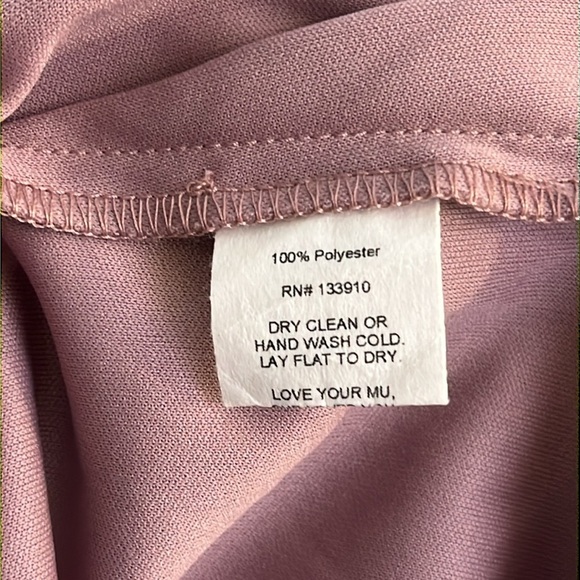 100% Polyester
RN# 133910
DRY CLEAN OR
HAND WASH COLD.
LAY FLAT TO DRY.
LOVE YOUR MU,